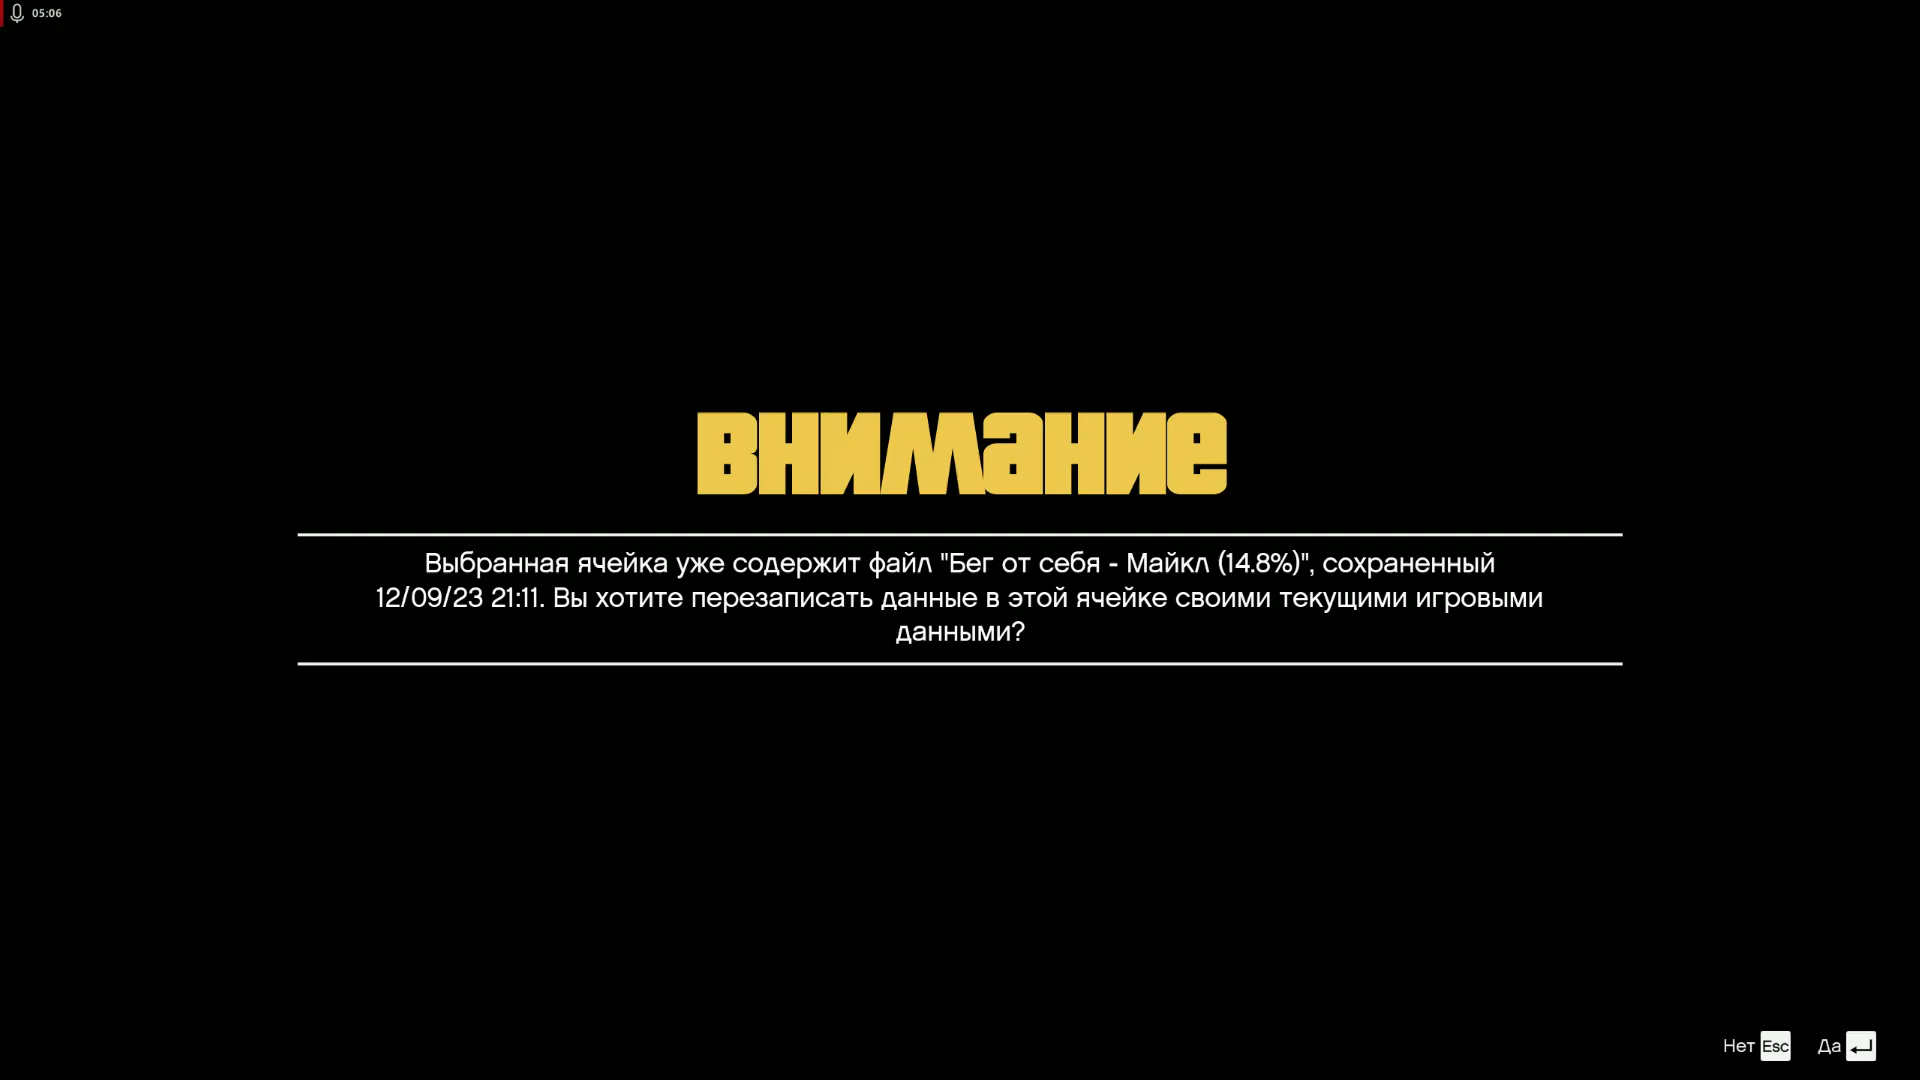 05:06
внимание
Выбранная ячейка уже содержит файл "Бег от себя - Майкл (14.8%)", сохраненный
12/09/23 21:11. Вы хотите перезаписать данные в этой ячейке своими текущими игровыми
данными?
Нет Esc Да